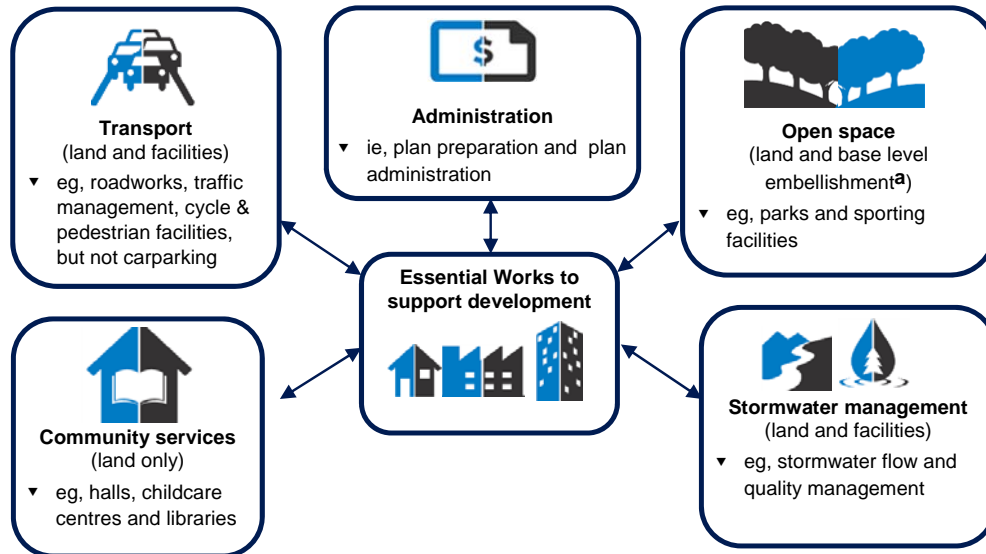 Transport
(land and facilities)
▼ eg, roadworks, traffic
management, cycle &
pedestrian facilities,
but not carparking
$
Administration
▼ ie, plan preparation and plan
administration
Open space
(land and base level
embellishmentᵃ)
▼ eg, parks and sporting
facilities
Essential Works to
support development
Community services
(land only)
▼ eg, halls, childcare
centres and libraries
Stormwater management
(land and facilities)
▼ eg, stormwater flow and
quality management